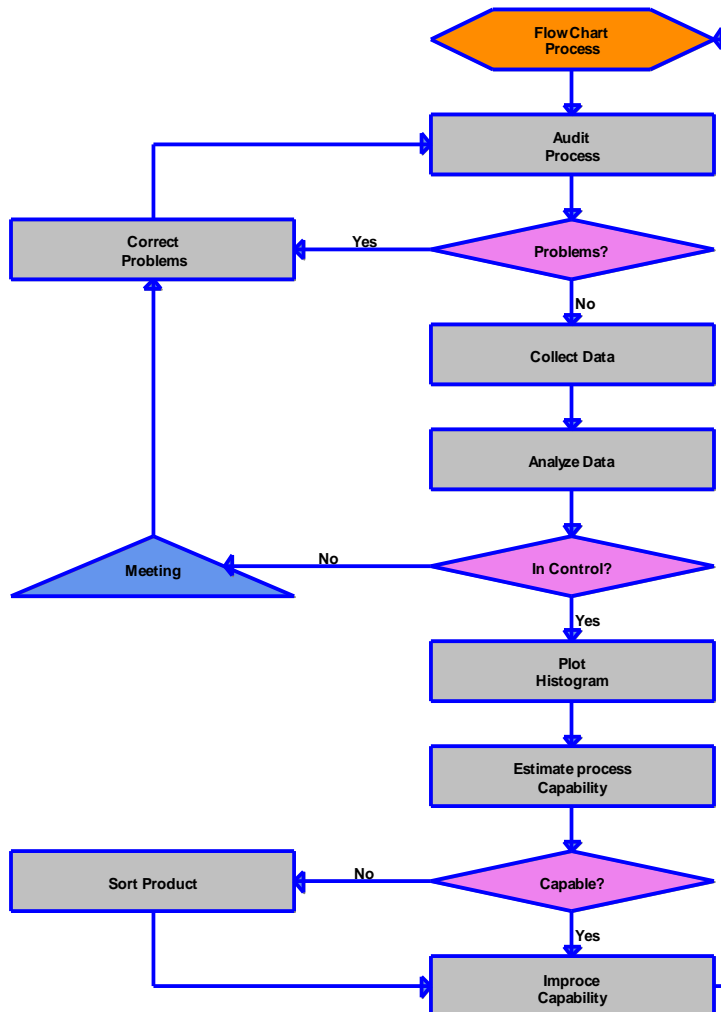 Flow Chart
Process
Audit
Process
Correct
Problems
Yes
Problems?
No
Collect Data
Analyze Data
Meeting
No
In Control?
Yes
Plot
Histogram
Estimate process
Capability
Sort Product
No
Capable?
Yes
Improce
Capability